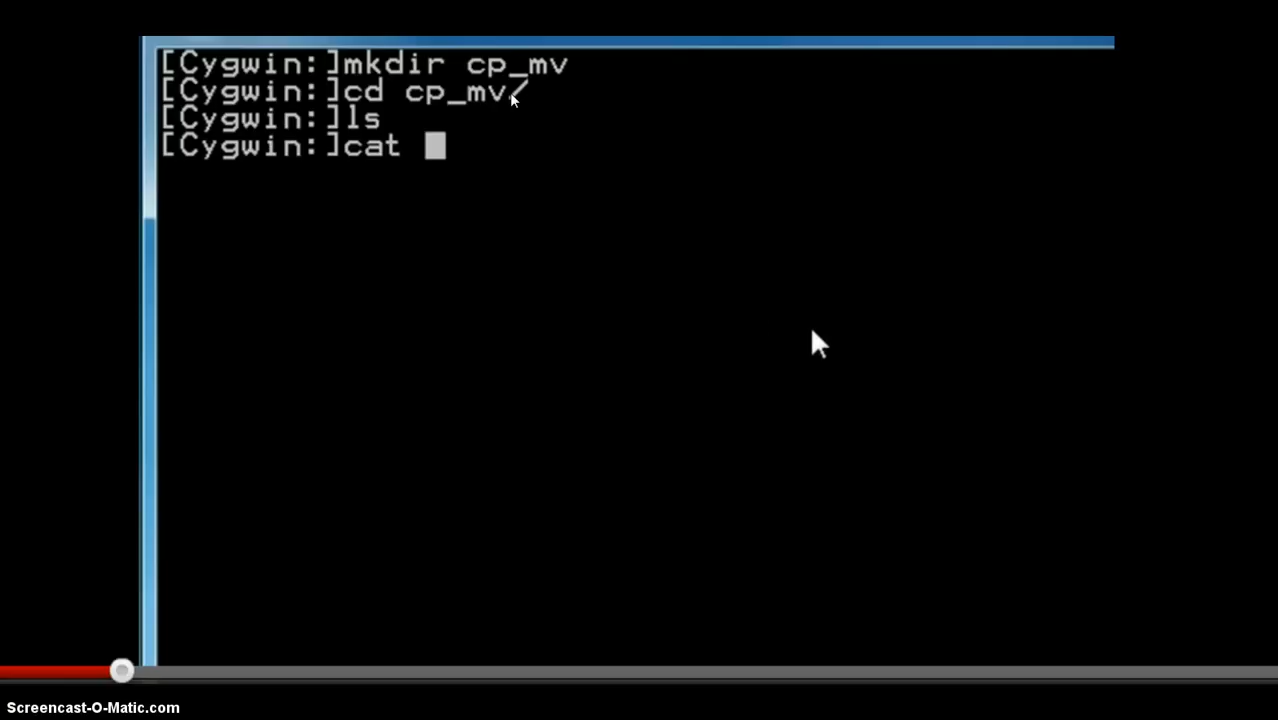 [Cygwin:]mkdir cp_mv
[Cygwin:]cd cp_mv/
[Cygwin:]ls
[Cygwin:]cat
Screencast-O-Matic.com